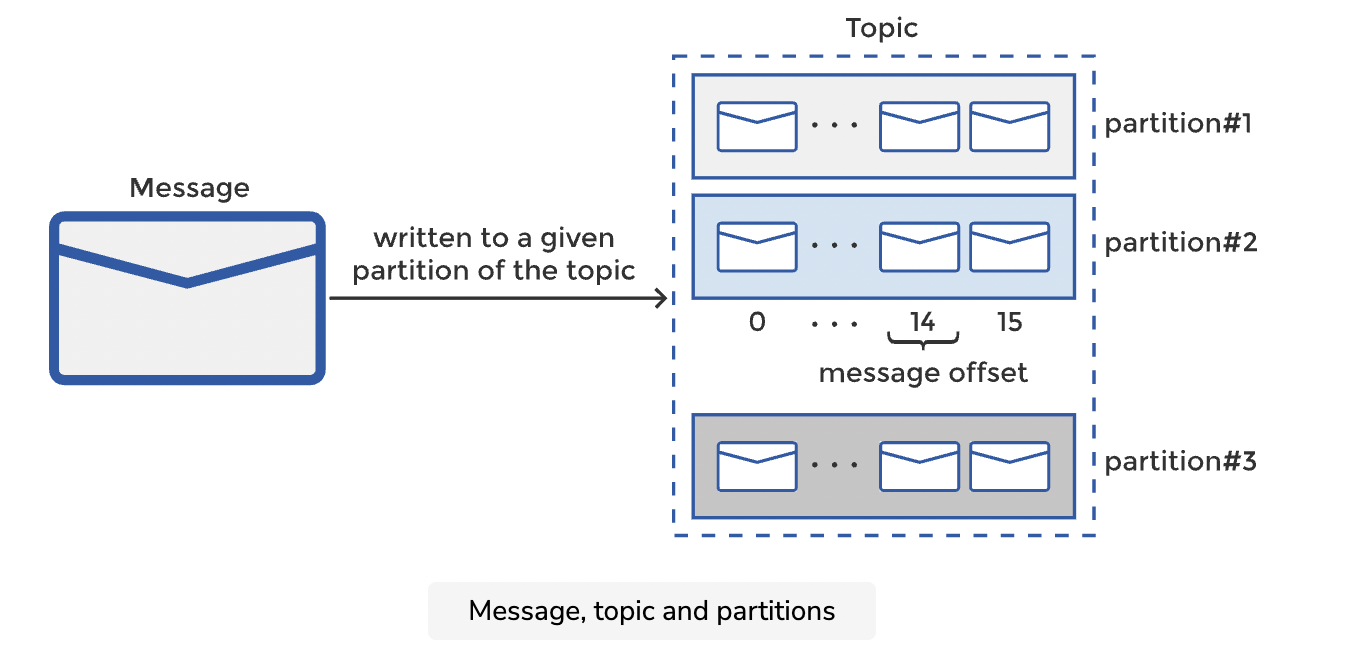 Topic
partition#1
Message
written to a given
partition of the topic
partition#2
0 ... 14 15
message offset
partition#3
Message, topic and partitions